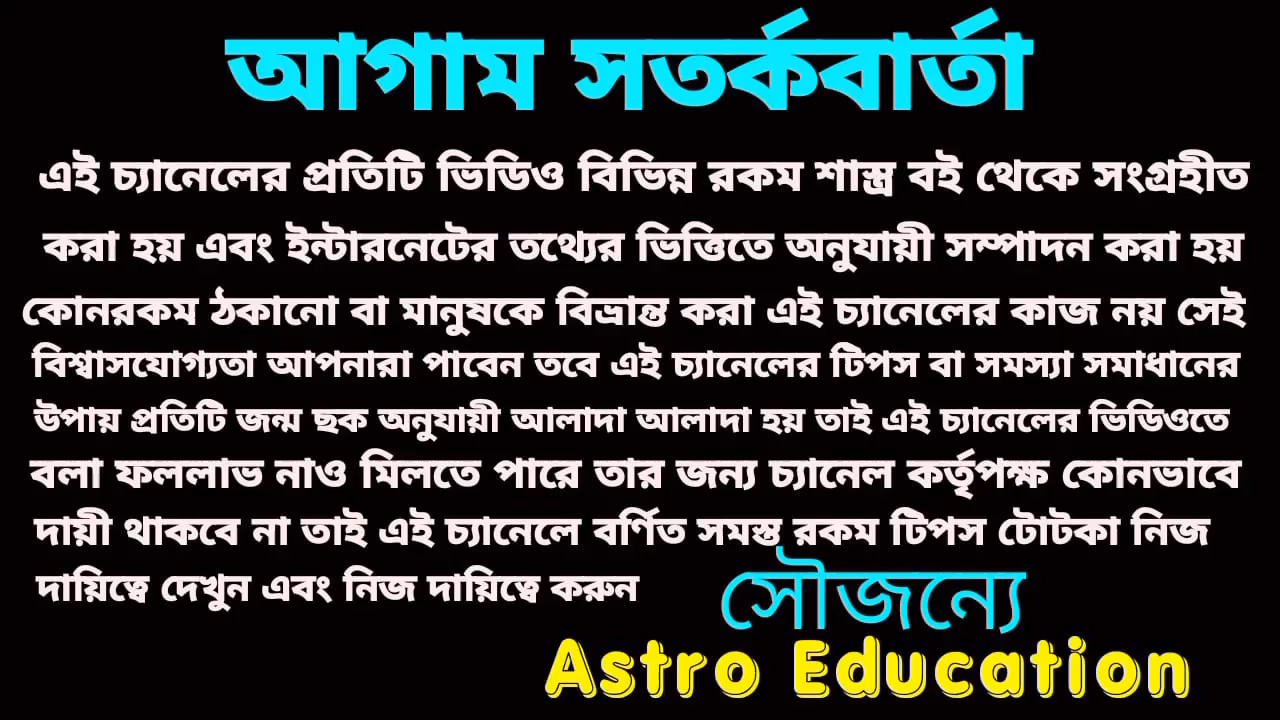 আগাম সতর্কবার্তা
এই চ্যানেলের প্রতিটি ভিডিও বিভিন্ন রকম শাস্ত্র বই থেকে সংগ্রহীত
করা হয় এবং ইন্টারনেটের তথ্যের ভিত্তিতে অনুযায়ী সম্পাদন করা হয়
কোনরকম ঠকানো বা মানুষকে বিভ্রান্ত করা এই চ্যানেলের কাজ নয় সেই
বিশ্বাসযোগ্যতা আপনারা পাবেন তবে এই চ্যানেলের টিপস বা সমস্যা সমাধানের
উপায় প্রতিটি জন্ম ছক অনুযায়ী আলাদা আলাদা হয় তাই এই চ্যানেলের ভিডিওতে
বলা ফললাভ নাও মিলতে পারে তার জন্য চ্যানেল কর্তৃপক্ষ কোনভাবে
দায়ী থাকবে না তাই এই চ্যানেলে বর্ণিত সমস্ত রকম টিপস টোটকা নিজ
দায়িত্বে দেখুন এবং নিজ দায়িত্বে করুন
সৌজন্যে
Astro Education